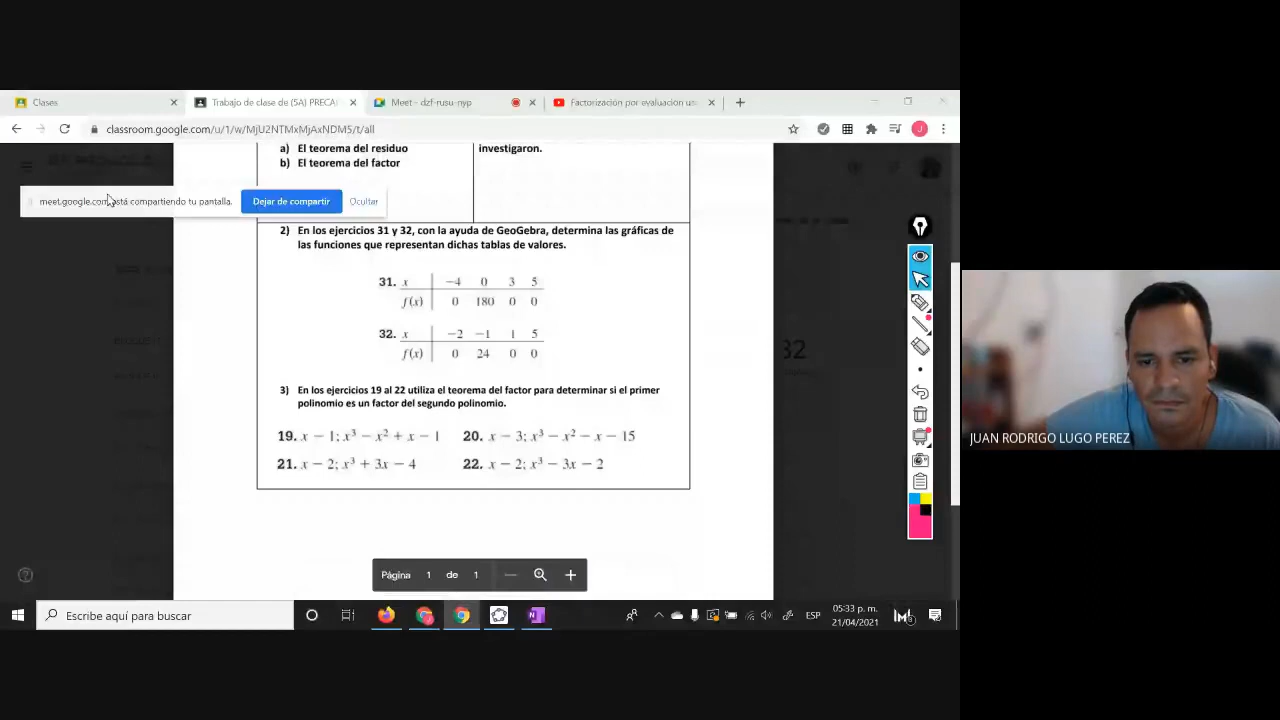 Clases
Trabajo de clase de (5A) PRECA
Meet - dzf-rusu-nyp
Factorización por evaluación us
classroom.google.com/u/1/w/MjU2NTMxMjAxNDM5/t/all
a) El teorema del residuo
b) El teorema del factor
investigaron.
meet.google.com está compartiendo tu pantalla.
Dejar de compartir
Ocultar
2) En los ejercicios 31 y 32, con la ayuda de GeoGebra, determina las gráficas de
las funciones que representan dichas tablas de valores.
31. x −4 0 3 5
f(x) 0 180 0 0
32. x −2 −1 1 5
f(x) 0 24 0 0
32
3) En los ejercicios 19 al 22 utiliza el teorema del factor para determinar si el primer
polinomio es un factor del segundo polinomio.
19. x − 1; x³ − x² + x − 1 20. x − 3; x³ − x² − x − 15
21. x − 2; x³ + 3x − 4 22. x − 2; x³ − 3x − 2
JUAN RODRIGO LUGO PEREZ
Página 1 de 1
Escribe aquí para buscar
ESP
05:33 p. m.
21/04/2021